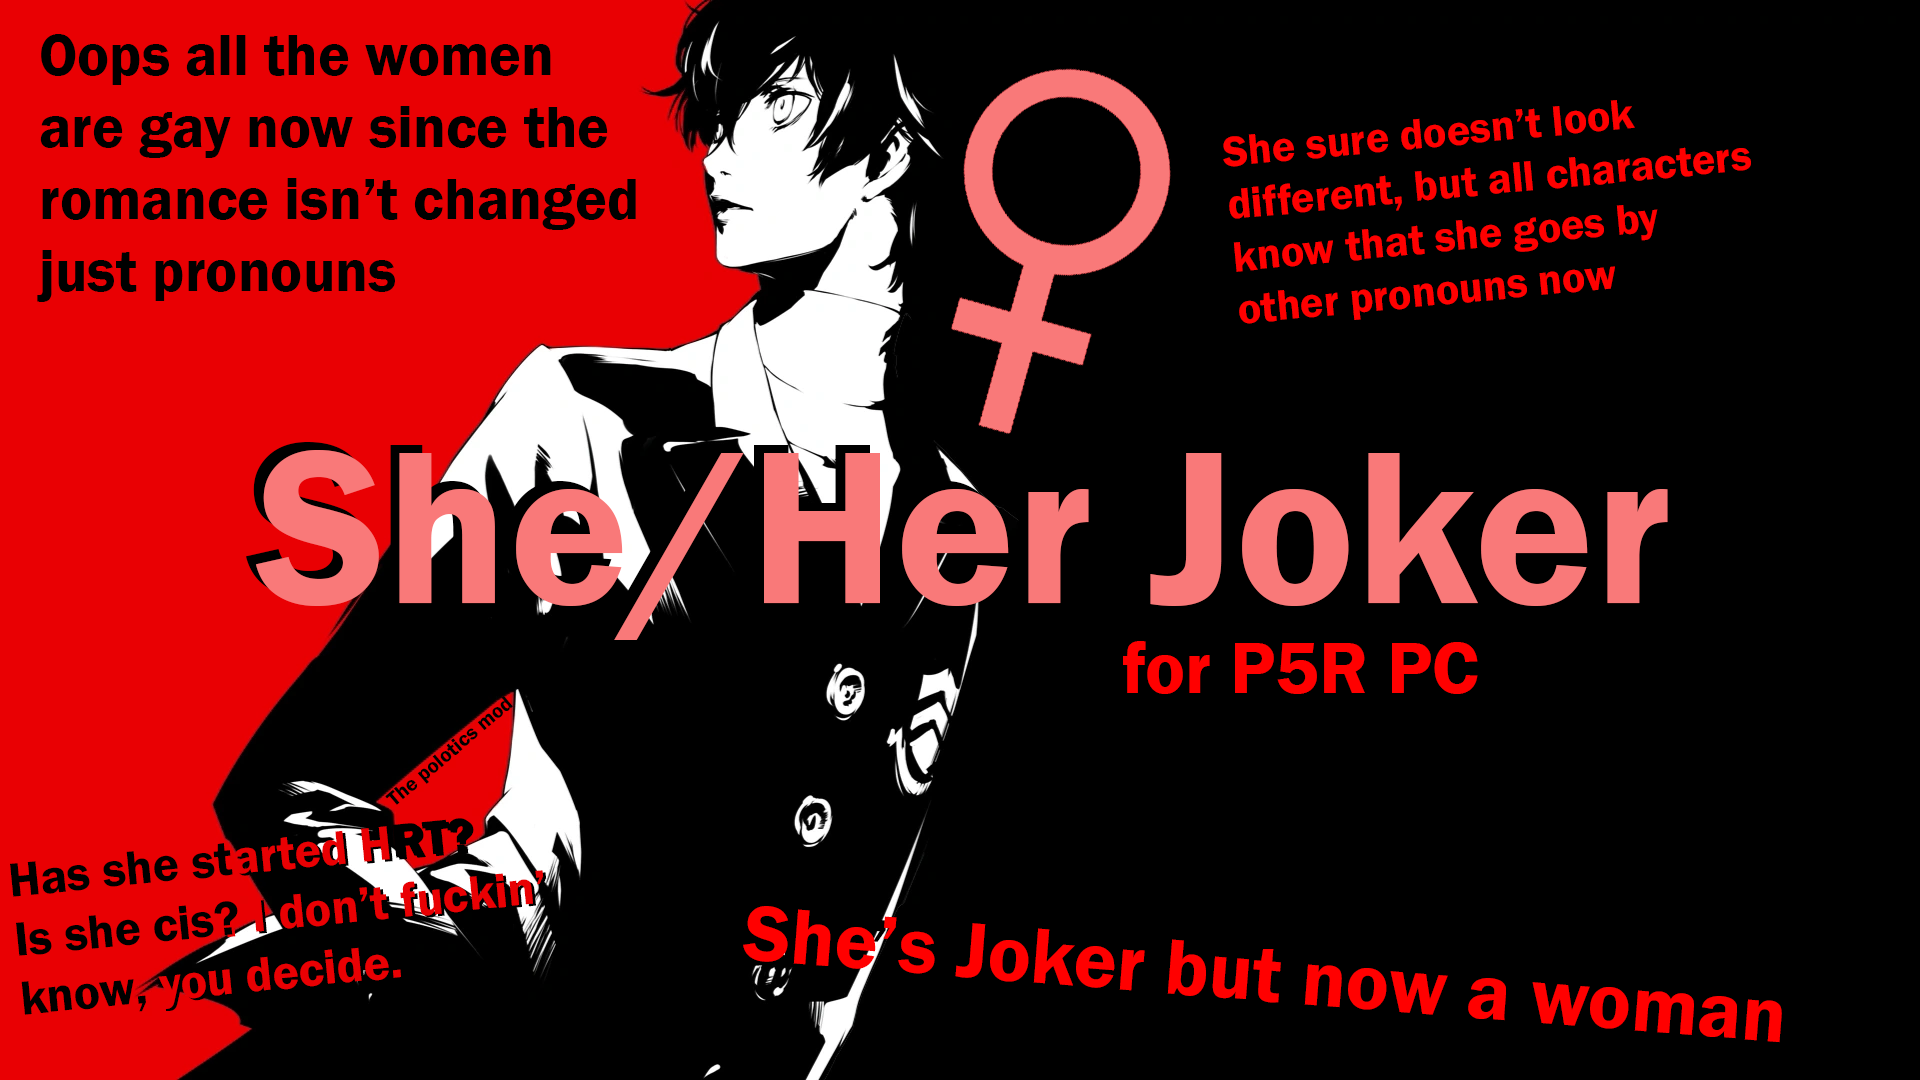 Oops all the women
are gay now since the
romance isn't changed
just pronouns
She sure doesn't look
different, but all characters
know that she goes by
other pronouns now
She/Her Joker
for P5R PC
The polotics mod
Has she started HRT?
Is she cis? I don't fuckin'
know, you decide.
She's Joker but now a woman